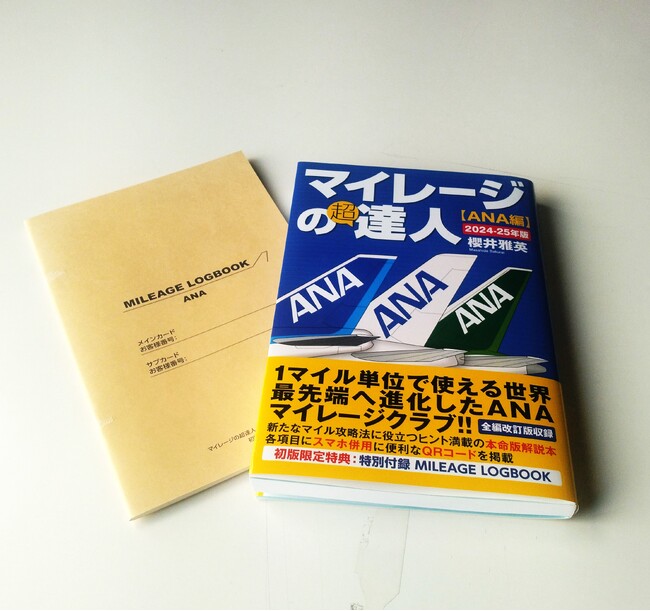 MILEAGE LOGBOOK
ANA
メインカード
お客様番号:
サブカード
お客様番号:
マイレージの超達人
マイレージ
の超達人
【ANA編】
2024-25年版
櫻井雅英
Masahide Sakurai
ANA
ANA
ANA
1マイル単位で使える世界
最先端へ進化したANA
マイレージクラブ!!
全編改訂版収録
新たなマイル攻略法に役立つヒント満載の本命版解説本
各項目にスマホ併用に便利なQRコードを掲載
初版限定特典:特別付録 MILEAGE LOGBOOK